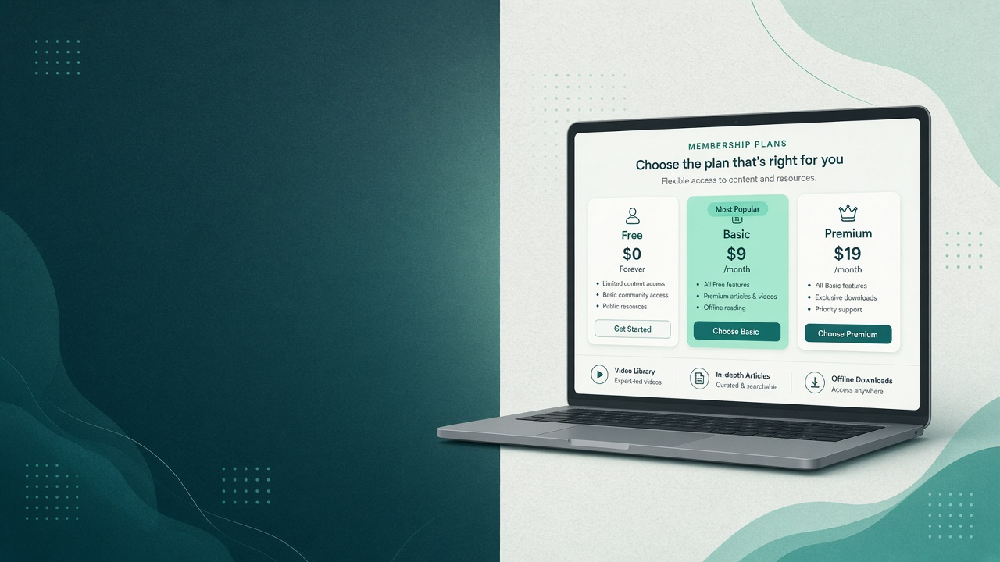 MEMBERSHIP PLANS
Choose the plan that's right for you
Flexible access to content and resources.
Free
$0
Forever
• Limited content access
• Basic community access
• Public resources
Get Started
Most Popular
Basic
$9
/month
• All Free features
• Premium articles & videos
• Offline reading
Choose Basic
Premium
$19
/month
• All Basic features
• Exclusive downloads
• Priority support
Choose Premium
Video Library
Expert-led videos
In-depth Articles
Curated & searchable
Offline Downloads
Access anywhere